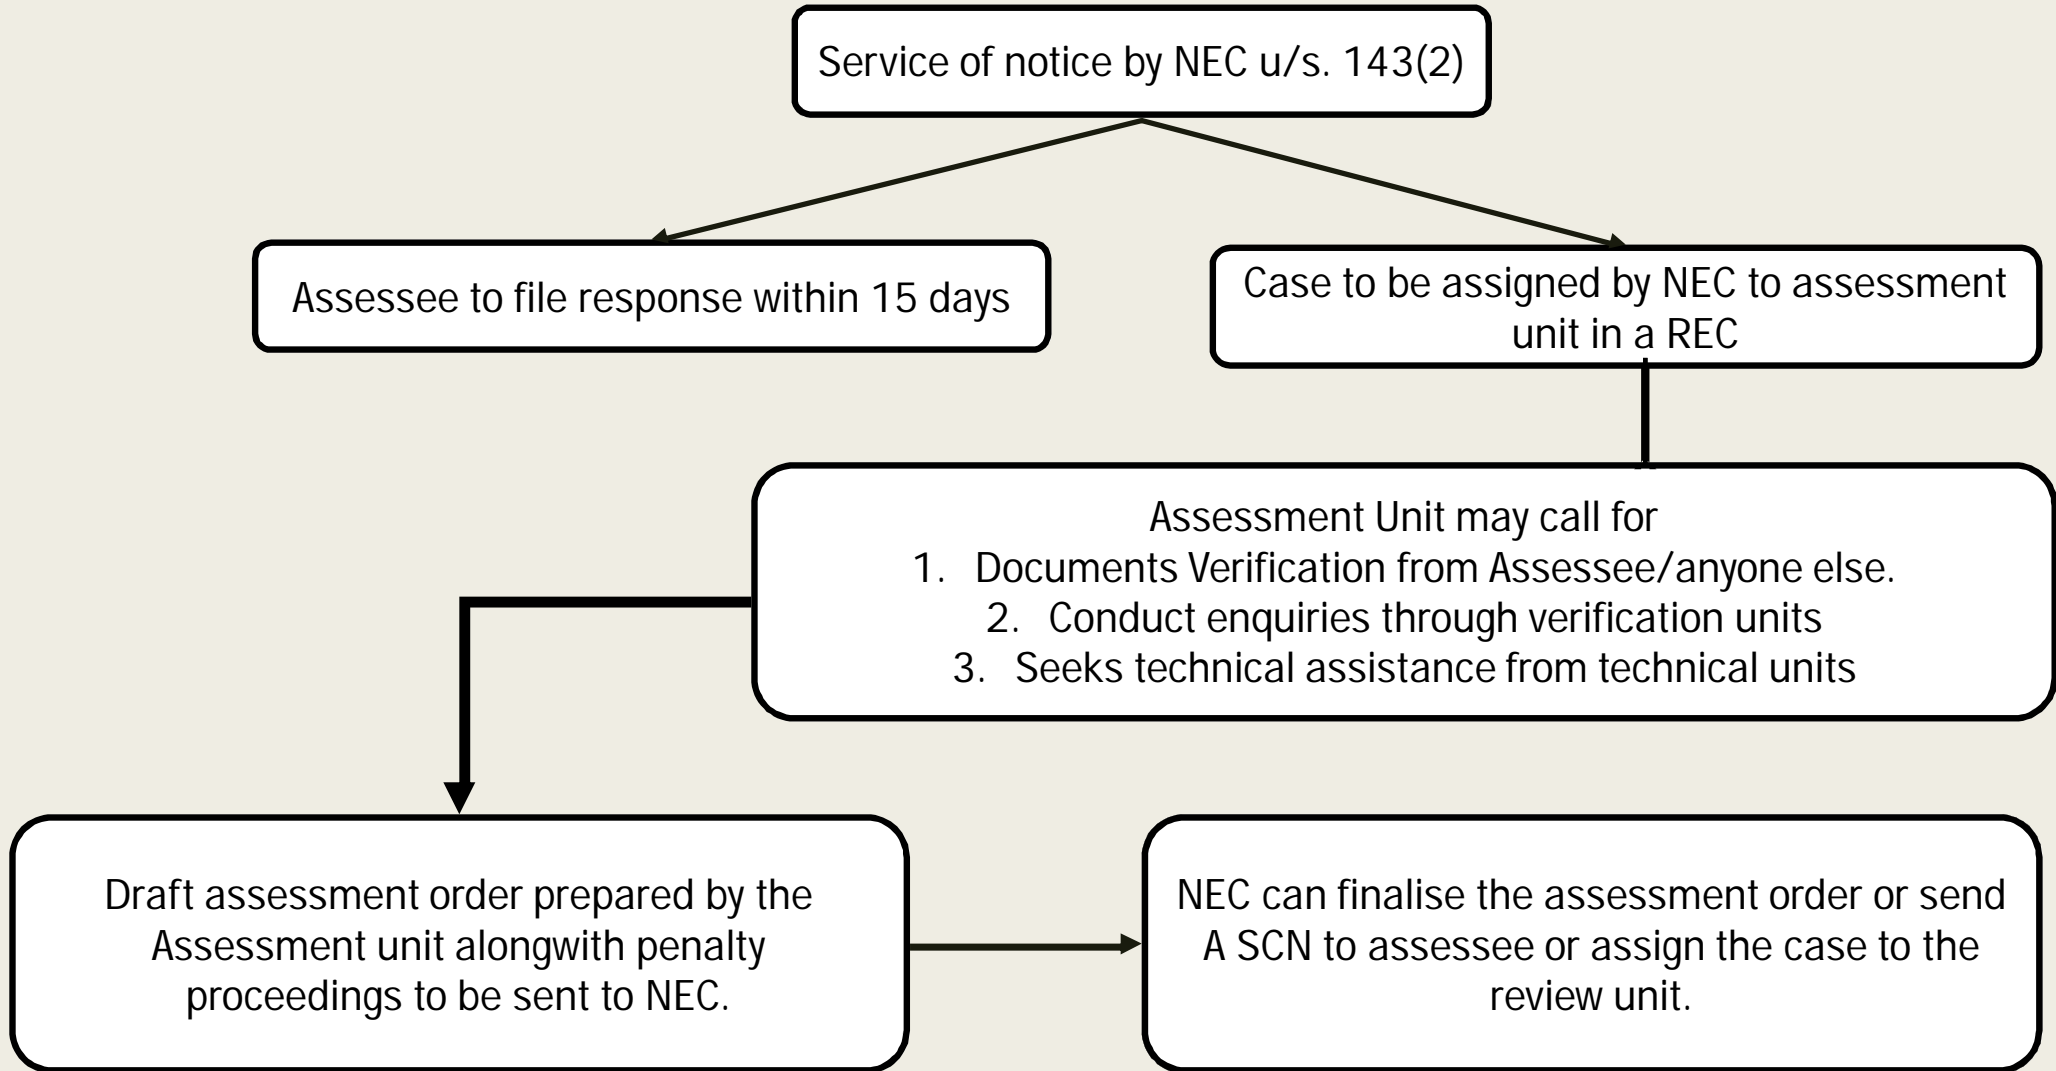 Service of notice by NEC u/s. 143(2)
Assessee to file response within 15 days
Case to be assigned by NEC to assessment
unit in a REC
Assessment Unit may call for
1. Documents Verification from Assessee/anyone else.
2. Conduct enquiries through verification units
3. Seeks technical assistance from technical units
Draft assessment order prepared by the
Assessment unit alongwith penalty
proceedings to be sent to NEC.
NEC can finalise the assessment order or send
A SCN to assessee or assign the case to the
review unit.